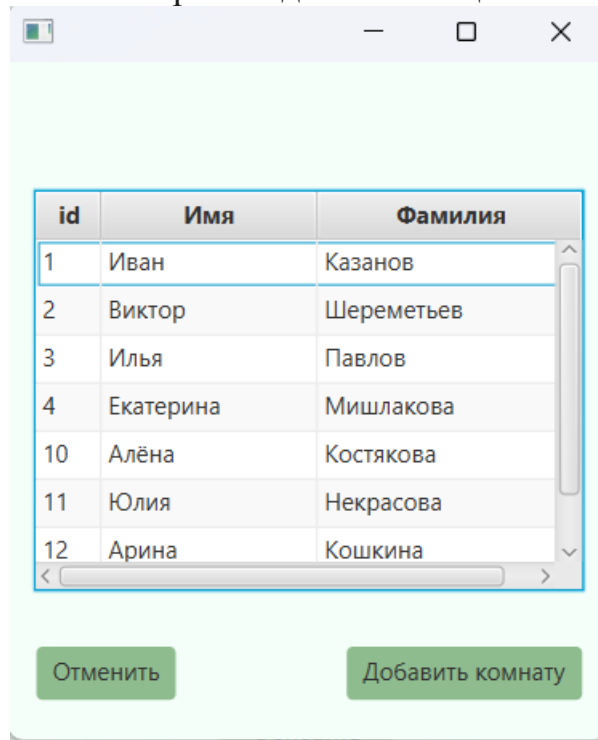 id Имя Фамилия
1 Иван Казанов
2 Виктор Шереметьев
3 Илья Павлов
4 Екатерина Мишлакова
10 Алёна Костякова
11 Юлия Некрасова
12 Арина Кошкина
Отменить Добавить комнату